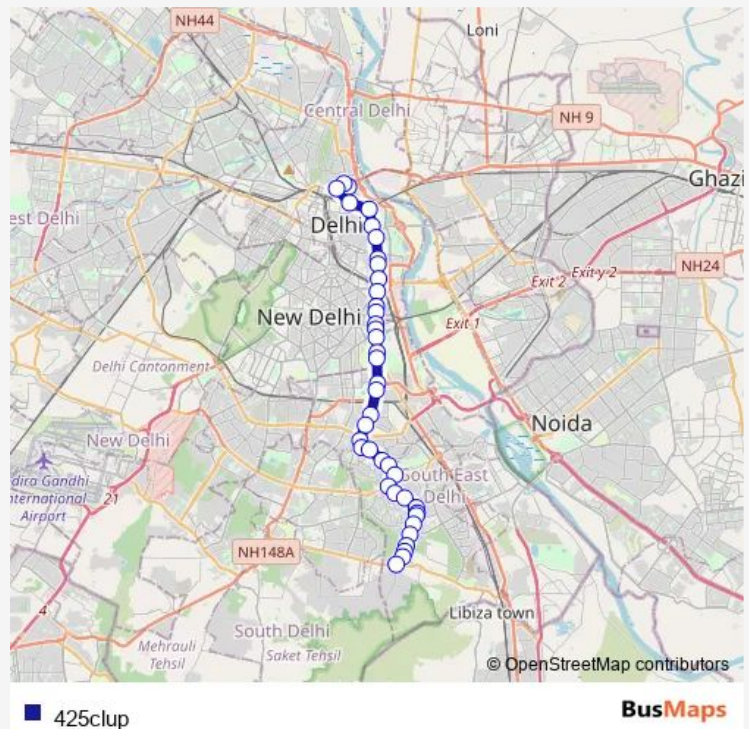 NH44
Loni
Central Delhi
NH 9
Ghazi
est Delhi
Delhi
NH24
Exit 2
Exit y 2
New Delhi
Exit 1
Delhi Cantonment
Noida
New Delhi
South East
Delhi
dira Gandhi
nternational
Airport
21
NH148A
Libiza town
4
South Delhi
Mehrauli
Tehsil
Saket Tehsil
© OpenStreetMap contributors
425clup
BusMaps